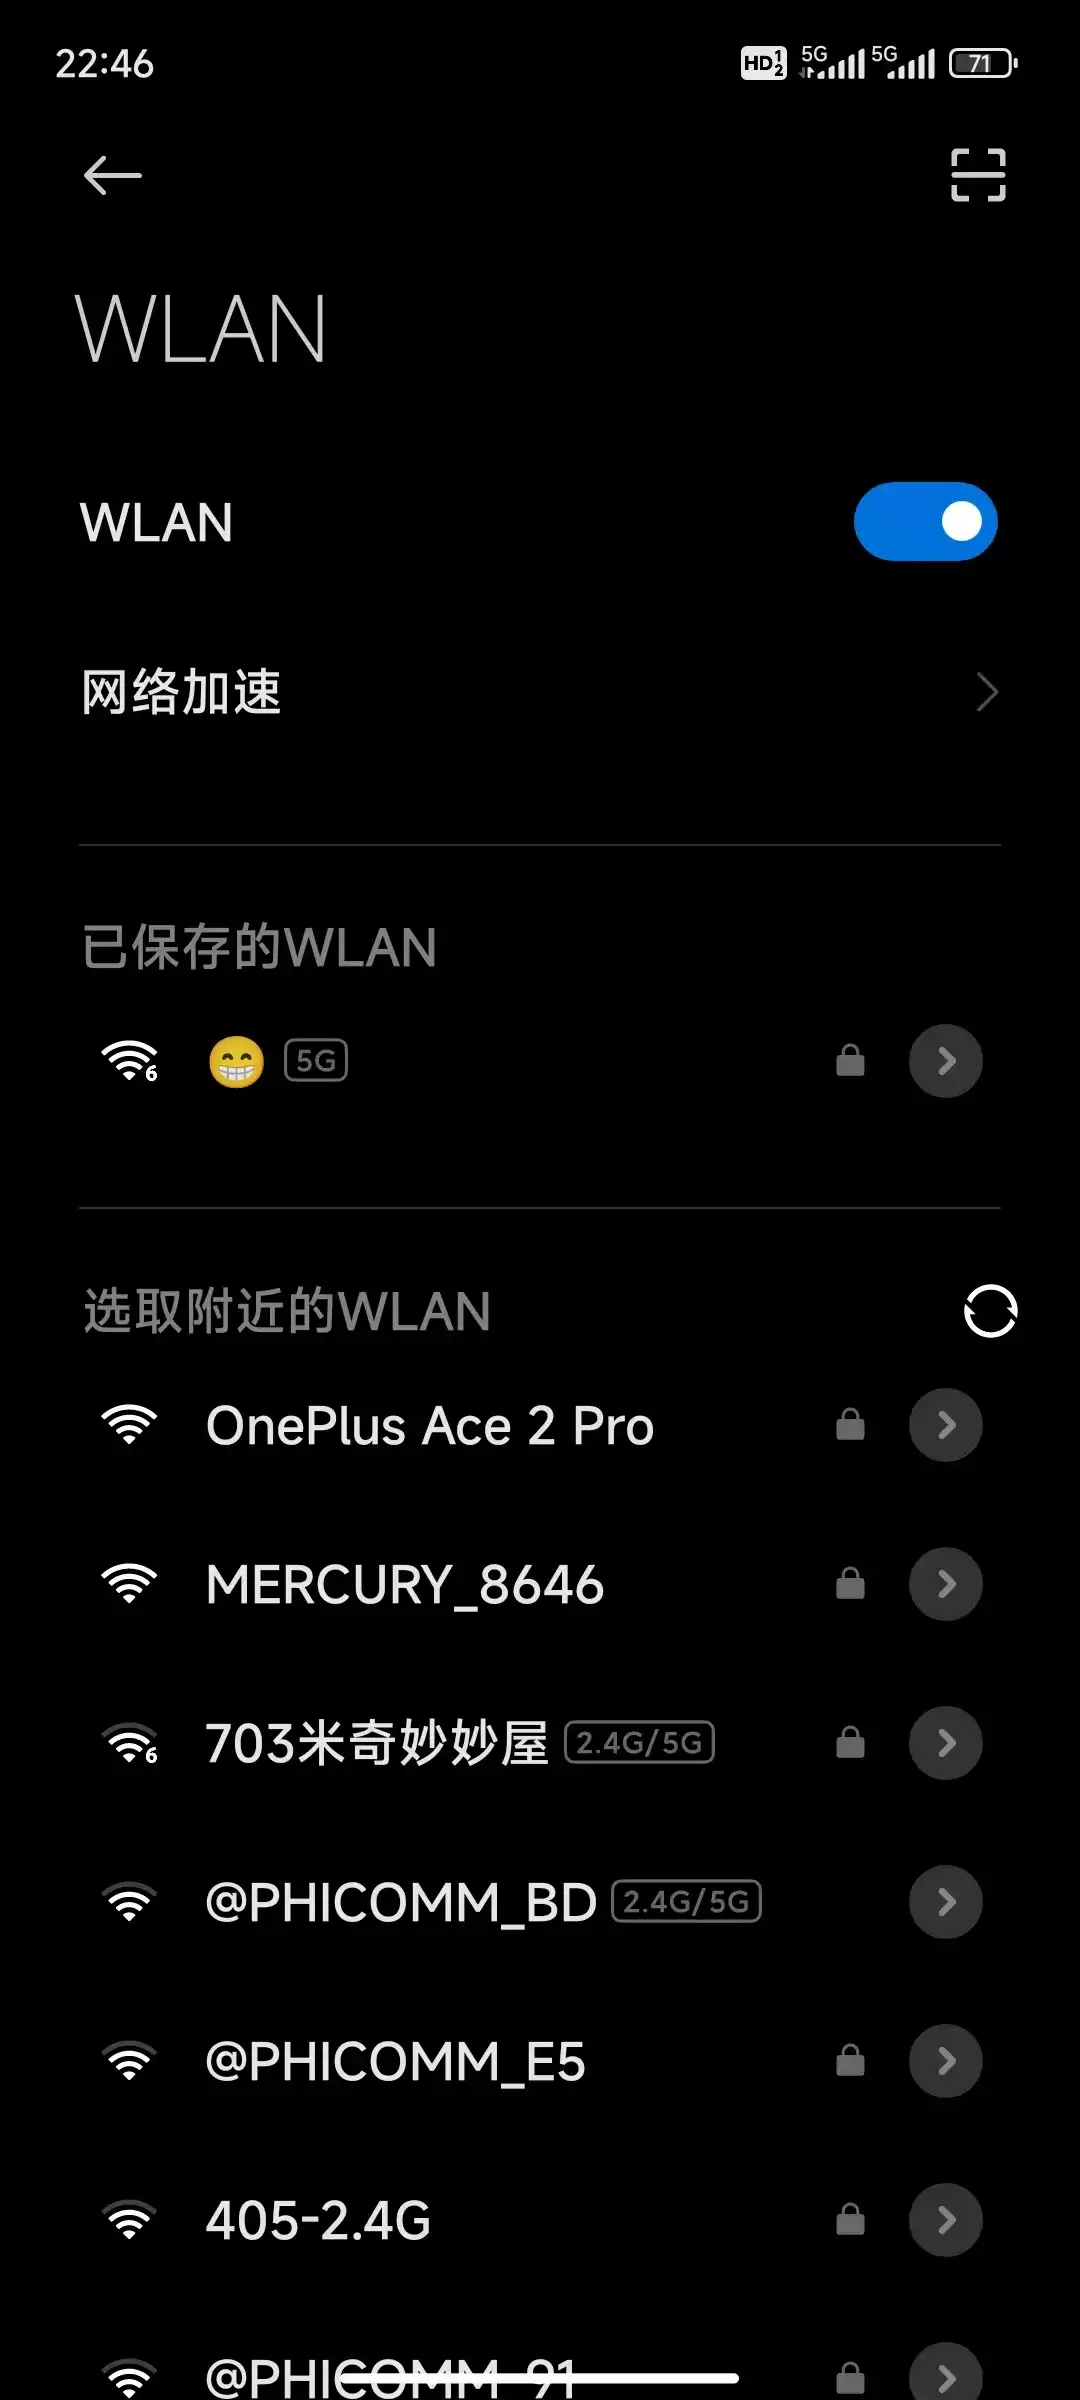 22:46
HD 1 2 5G 5G 71
WLAN
WLAN
网络加速
已保存的WLAN
😁 5G
选取附近的WLAN
OnePlus Ace 2 Pro
MERCURY_8646
703米奇妙妙屋 2.4G/5G
@PHICOMM_BD 2.4G/5G
@PHICOMM_E5
405-2.4G
@PHICOMM_91